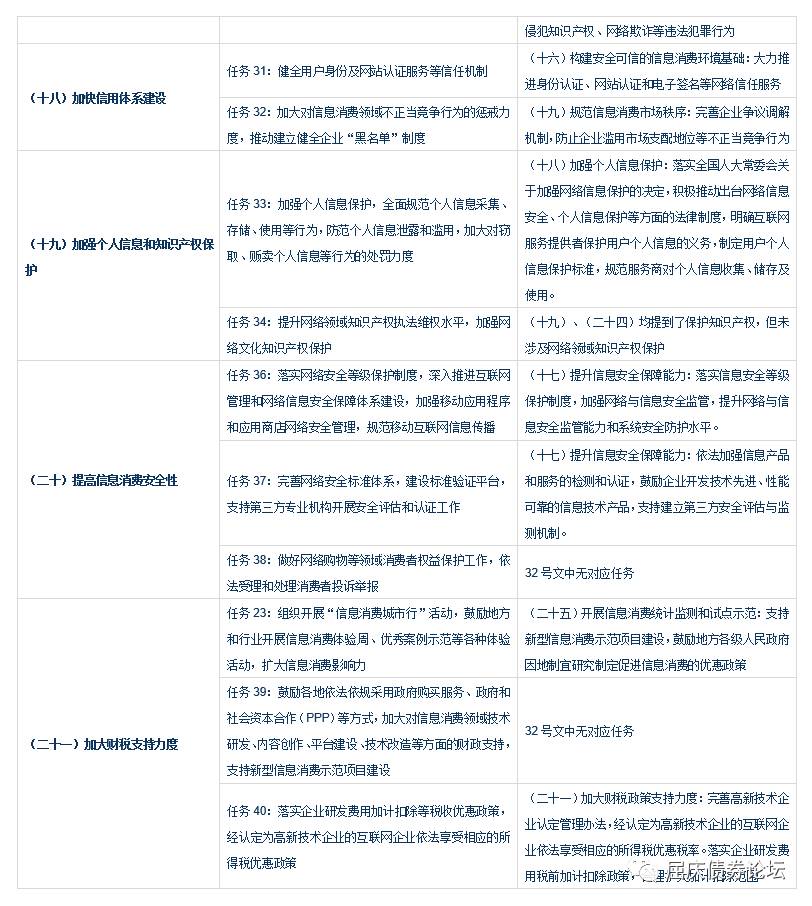 侵犯知识产权、网络欺诈等违法犯罪行为
（十八）加快信用体系建设
任务 31：健全用户身份及网站认证服务等信任机制
（十六）构建安全可信的信息消费环境基础：大力推
进身份认证、网站认证和电子签名等网络信任服务
任务 32：加大对信息消费领域不正当竞争行为的惩戒力
度，推动建立健全企业“黑名单”制度
（十九）规范信息消费市场秩序：完善企业争议调解
机制，防止企业滥用市场支配地位等不正当竞争行为
（十九）加强个人信息和知识产权保
护
任务 33：加强个人信息保护，全面规范个人信息采集、
存储、使用等行为，防范个人信息泄露和滥用，加大对窃
取、贩卖个人信息等行为的处罚力度
（十八）加强个人信息保护：落实全国人大常委会关
于加强网络信息保护的决定，积极推动出台网络信息
安全、个人信息保护等方面的法律制度，明确互联网
服务提供者保护用户个人信息的义务，制定用户个人
信息保护标准，规范服务商对个人信息收集、储存及
使用。
任务 34：提升网络领域知识产权执法维权水平，加强网
络文化知识产权保护
（十九）、（二十四）均提到了保护知识产权，但未
涉及网络领域知识产权保护
（二十）提高信息消费安全性
任务 36：落实网络安全等级保护制度，深入推进互联网
管理和网络信息安全保障体系建设，加强移动应用程序
和应用商店网络安全管理，规范移动互联网信息传播
（十七）提升信息安全保障能力：落实信息安全等级
保护制度，加强网络与信息安全监管，提升网络与信
息安全监管能力和系统安全防护水平。
任务 37：完善网络安全标准体系，建设标准验证平台，
支持第三方专业机构开展安全评估和认证工作
（十七）提升信息安全保障能力：依法加强信息产品
和服务的检测和认证，鼓励企业开发技术先进、性能
可靠的信息技术产品，支持建立第三方安全评估与监
测机制。
任务 38：做好网络购物等领域消费者权益保护工作，依
法受理和处理消费者投诉举报
32 号文中无对应任务
（二十一）加大财税支持力度
任务 23：组织开展“信息消费城市行”活动，鼓励地方
和行业开展信息消费体验周、优秀案例示范等各种体验
活动，扩大信息消费影响力
（二十五）开展信息消费统计监测和试点示范：支持
新型信息消费示范项目建设，鼓励地方各级人民政府
因地制宜研究制定促进信息消费的优惠政策
任务 39：鼓励各地依法依规采用政府购买服务、政府和
社会资本合作（PPP）等方式，加大对信息消费领域技术
研发、内容创作、平台建设、技术改造等方面的财政支持，
支持新型信息消费示范项目建设
32 号文中无对应任务
任务 40：落实企业研发费用加计扣除等税收优惠政策，
经认定为高新技术企业的互联网企业依法享受相应的所
得税优惠政策
（二十一）加大财税政策支持力度：完善高新技术企
业认定管理办法，经认定为高新技术企业的互联网企
业依法享受相应的所得税优惠税率。落实企业研发费
用税前加计扣除政策，
屈庆债券论坛